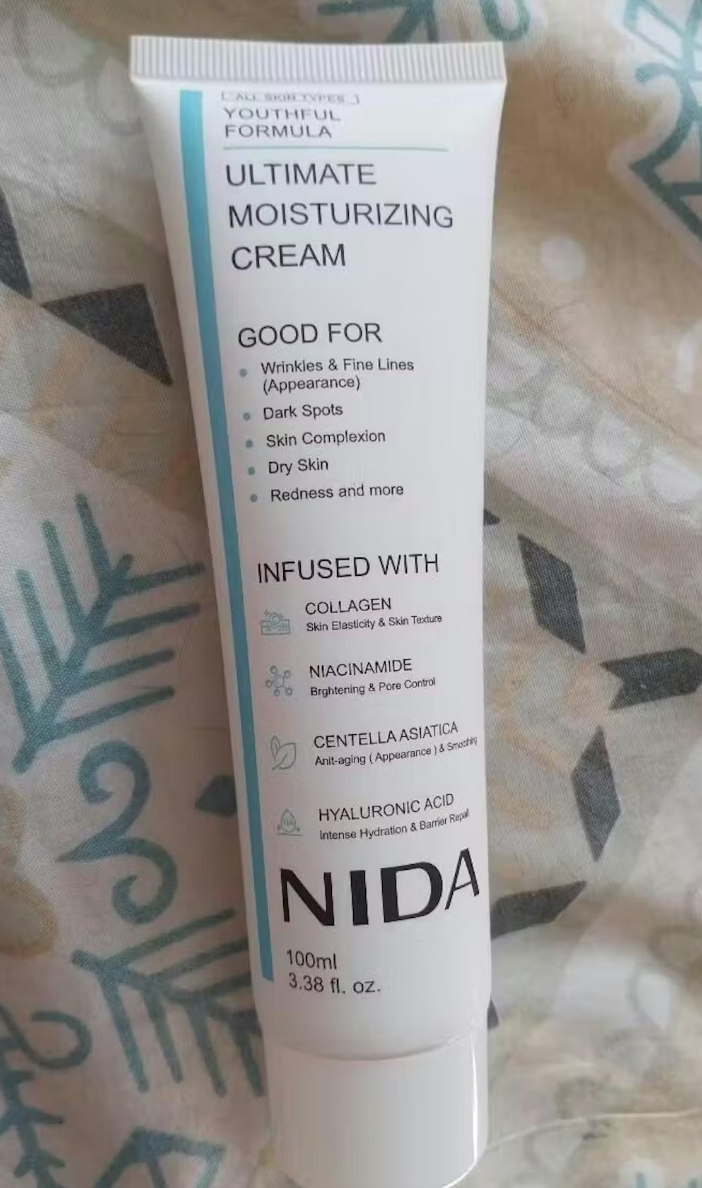 [ ALL SKIN TYPES ]
YOUTHFUL
FORMULA
ULTIMATE
MOISTURIZING
CREAM
GOOD FOR
• Wrinkles & Fine Lines
(Appearance)
• Dark Spots
• Skin Complexion
• Dry Skin
• Redness and more
INFUSED WITH
COLLAGEN
Skin Elasticity & Skin Texture
NIACINAMIDE
Brghtening & Pore Control
CENTELLA ASIATICA
Anit-aging ( Appearance ) & Smoothing
HYALURONIC ACID
HA
Intense Hydration & Barrier Repair
NIDA
100ml
3.38 fl. oz.